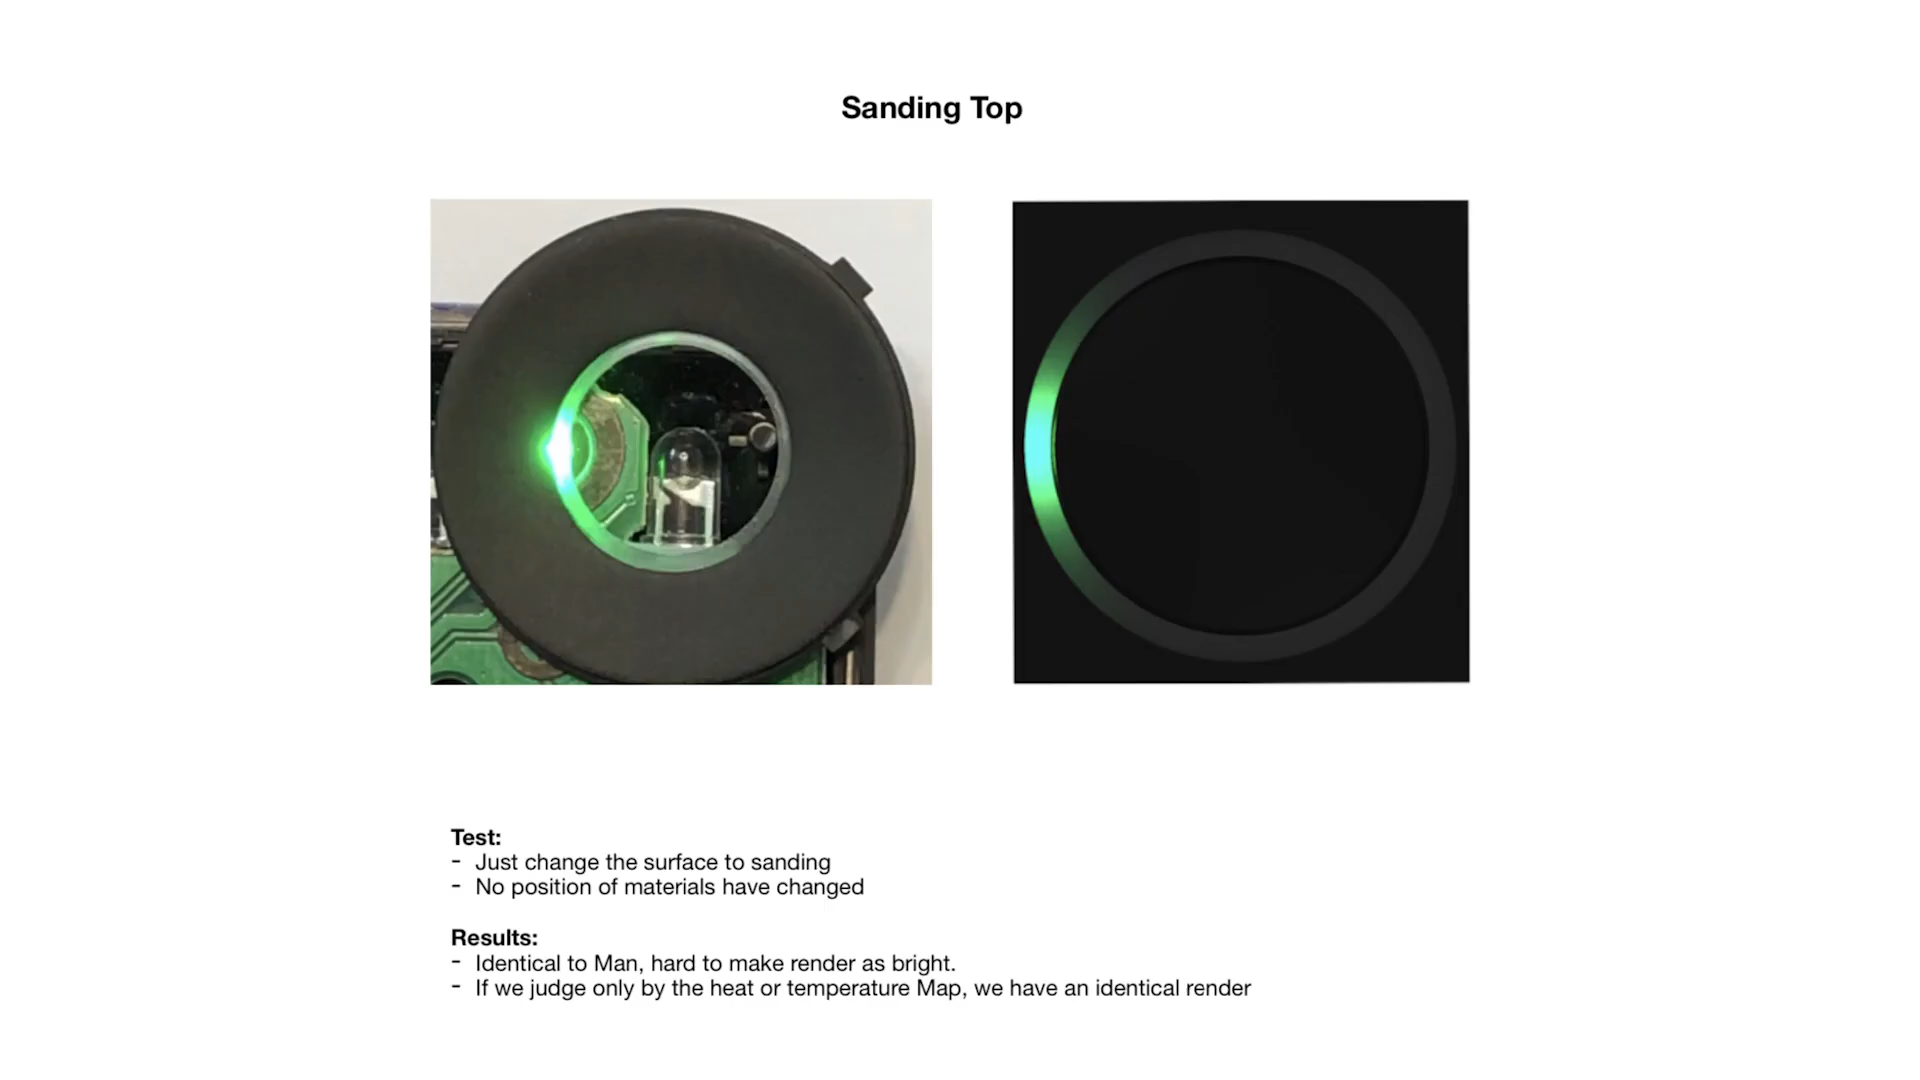 Sanding Top
Test:
- Just change the surface to sanding
- No position of materials have changed
Results:
- Identical to Man, hard to make render as bright.
- If we judge only by the heat or temperature Map, we have an identical render